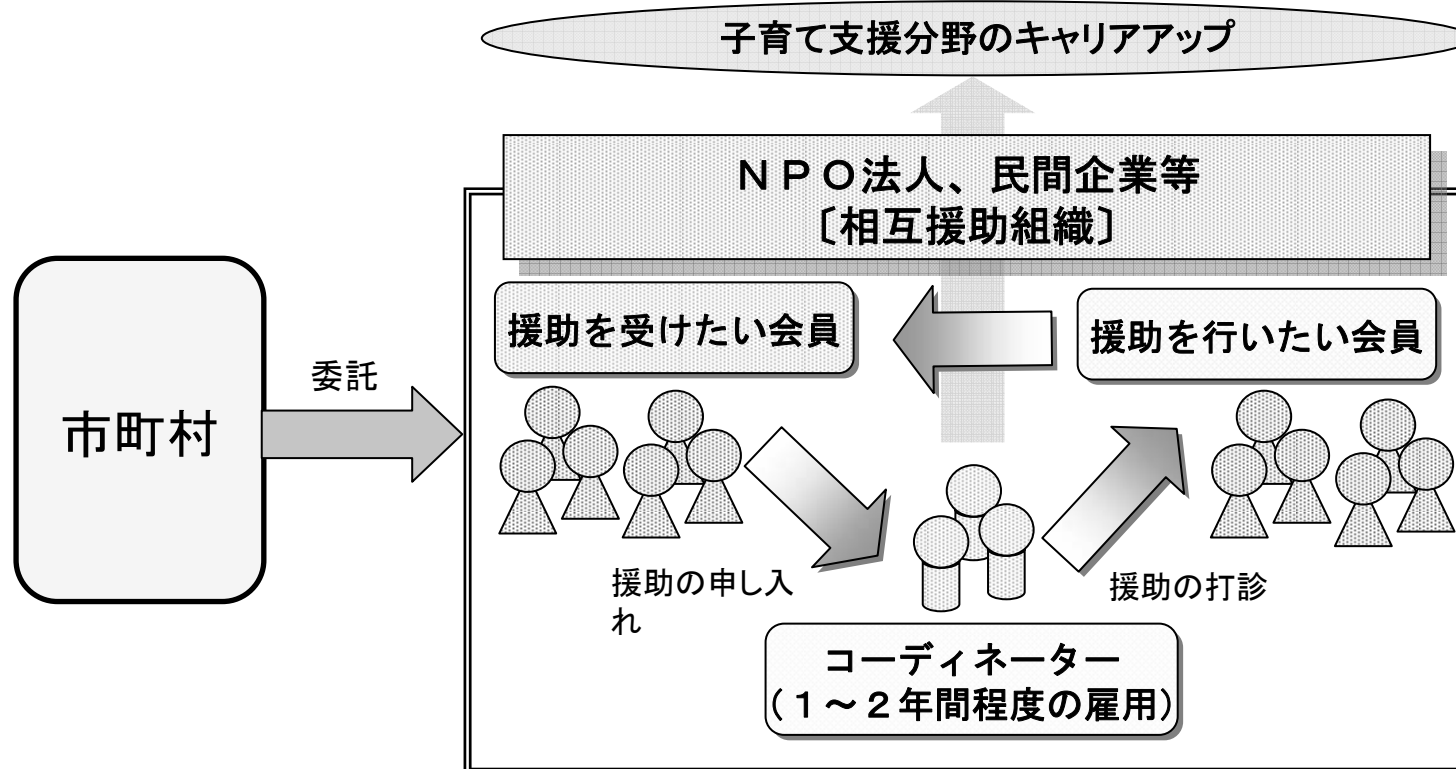 子育て支援分野のキャリアアップ
ＮＰＯ法人、民間企業等
〔相互援助組織〕
援助を受けたい会員
援助を行いたい会員
委託
市町村
援助の申し入
れ
援助の打診
コーディネーター
（１～２年間程度の雇用）